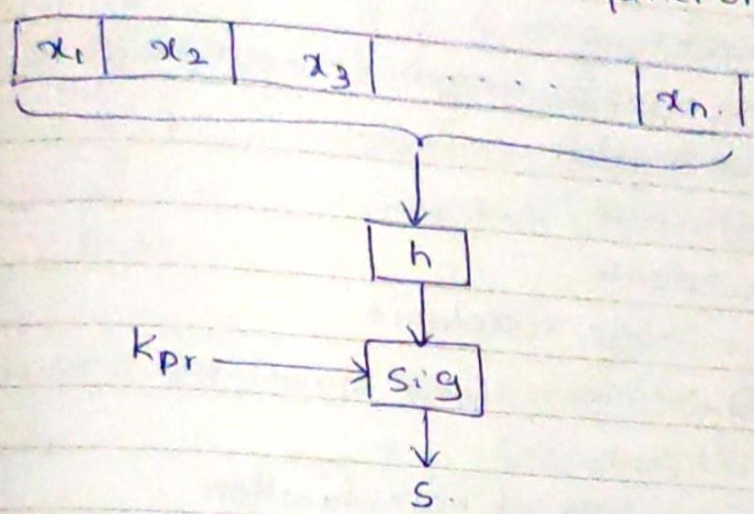 x1 x2 x3 . . . . xn.
h
Kpr sig
S.